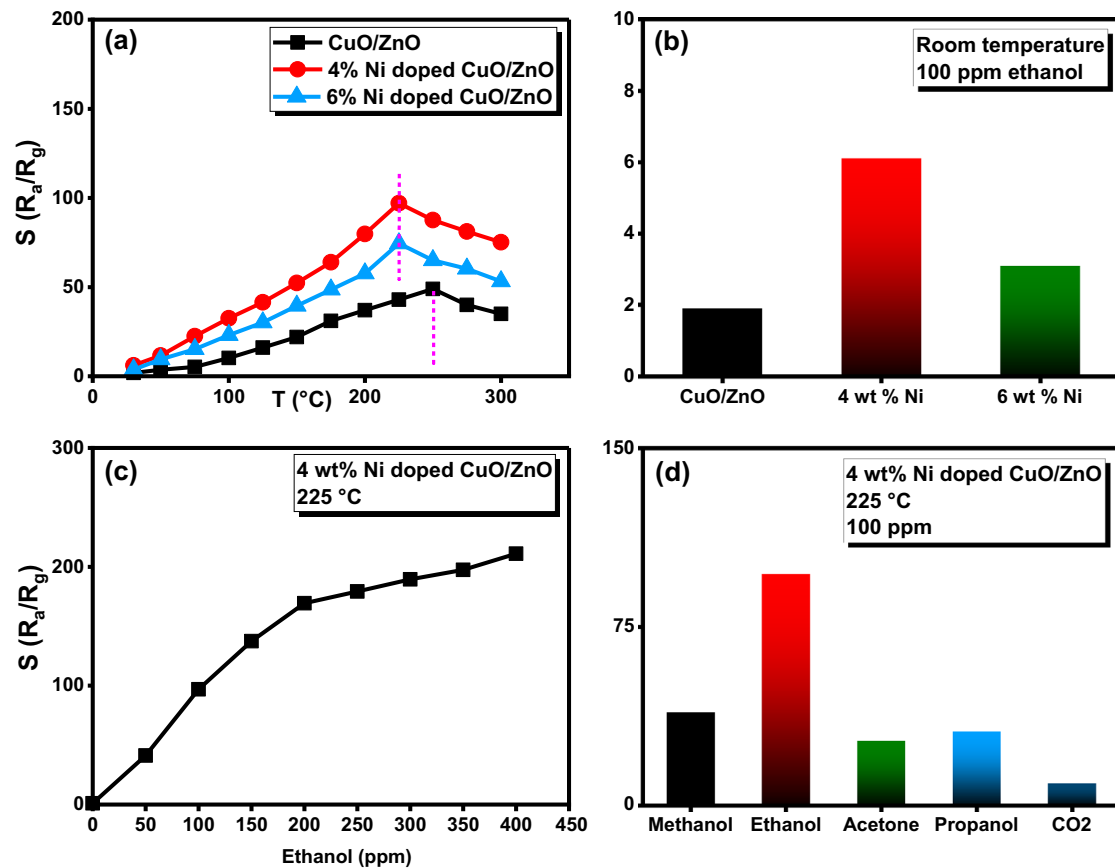 (a)
CuO/ZnO
4% Ni doped CuO/ZnO
6% Ni doped CuO/ZnO
200
150
100
50
0
S (Ra/Rg)
0
100
200
300
T (°C)
(b)
Room temperature
100 ppm ethanol
10
8
6
4
2
0
CuO/ZnO
4 wt % Ni
6 wt % Ni
(c)
4 wt% Ni doped CuO/ZnO
225 °C
300
200
100
0
S (Ra/Rg)
0
50
100
150
200
250
300
350
400
450
Ethanol (ppm)
(d)
4 wt% Ni doped CuO/ZnO
225 °C
100 ppm
150
75
0
Methanol
Ethanol
Acetone
Propanol
CO2